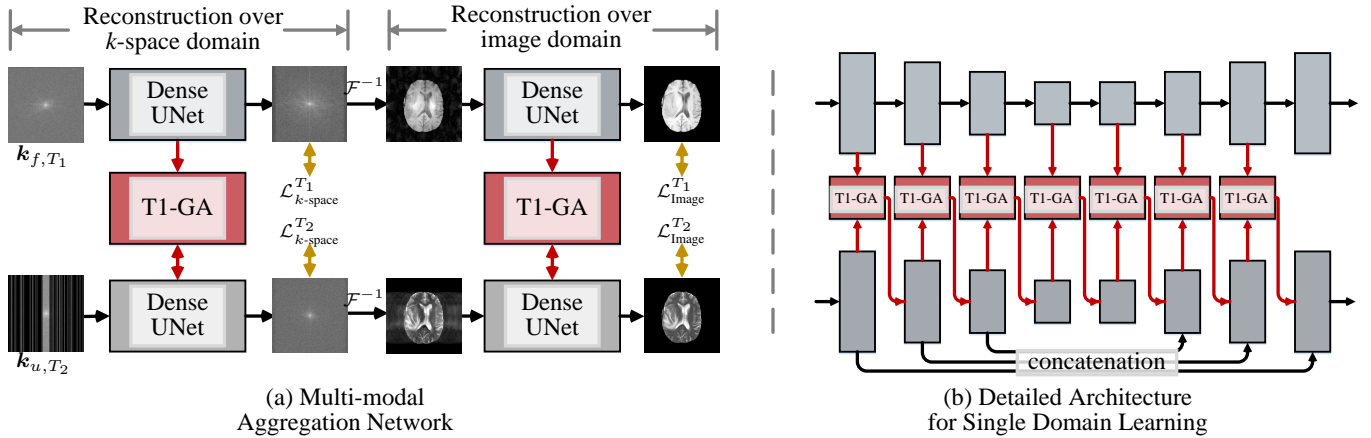 Reconstruction over
k-space domain
Reconstruction over
image domain
Dense
UNet
𝓕⁻¹
Dense
UNet
k_{f,T_1}
T1-GA
ℒ^{T_1}_{k-space}
T1-GA
ℒ^{T_1}_{Image}
ℒ^{T_2}_{k-space}
ℒ^{T_2}_{Image}
Dense
UNet
𝓕⁻¹
Dense
UNet
k_{u,T_2}
(a) Multi-modal
Aggregation Network
T1-GA
T1-GA
T1-GA
T1-GA
T1-GA
T1-GA
T1-GA
concatenation
(b) Detailed Architecture
for Single Domain Learning